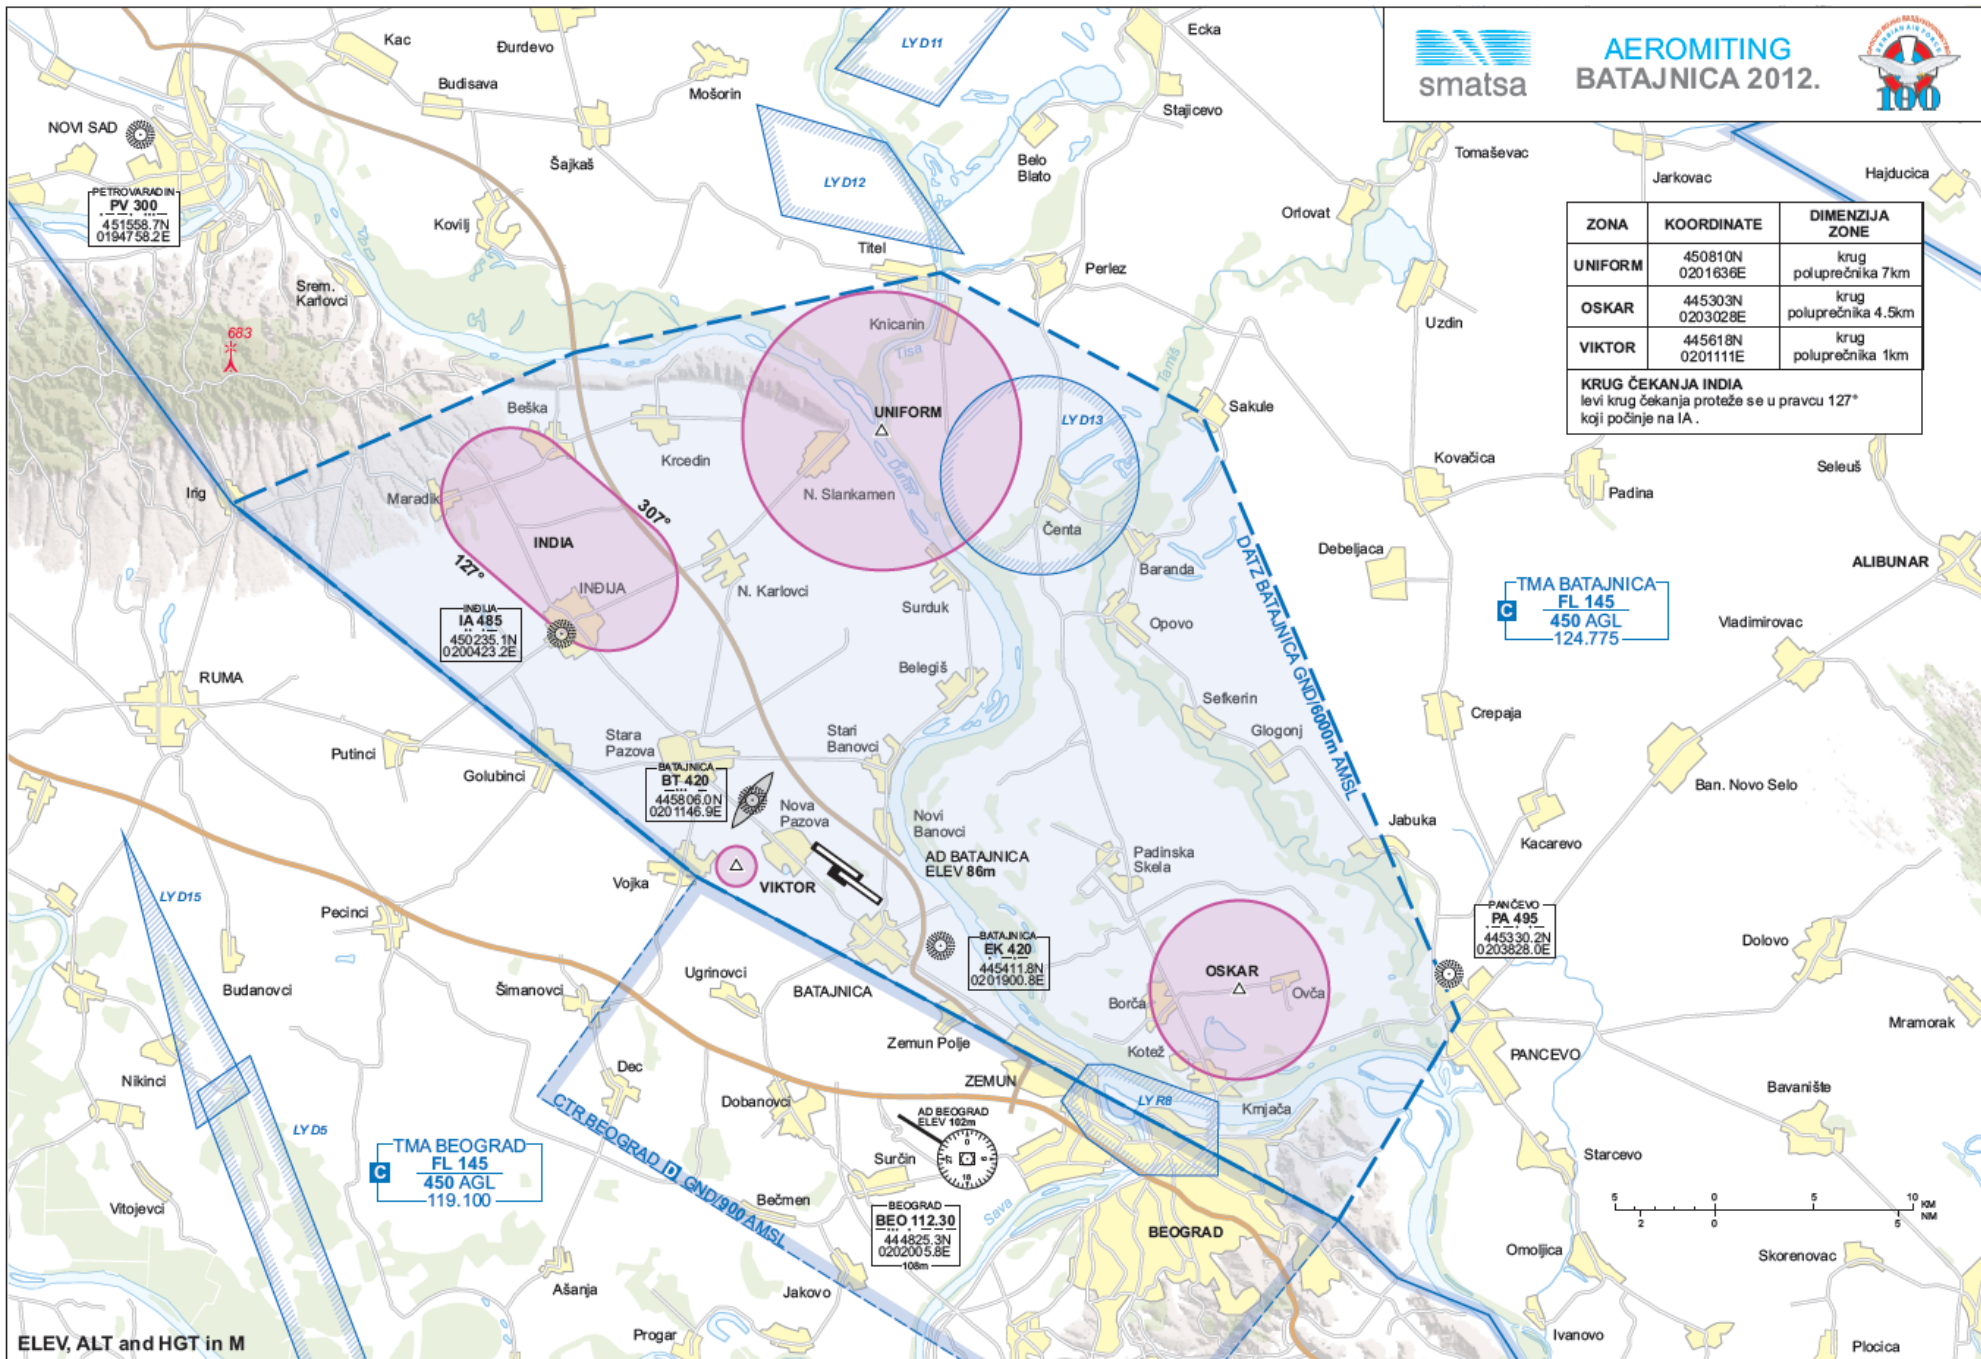 smatsa
AEROMITING
BATAJNICA 2012.
100
ZONA KOORDINATE DIMENZIJA ZONE
UNIFORM 450810N 0201636E krug poluprečnika 7km
OSKAR 445303N 0203028E krug poluprečnika 4.5km
VIKTOR 445618N 0201111E krug poluprečnika 1km
KRUG ČEKANJA INDIA
levi krug čekanja proteže se u pravcu 127°
koji počinje na IA .
Kac
Đurdevo
LY D11
Ecka
Budisava
Mošorin
Stajicevo
NOVI SAD
Šajkaš
Belo
Blato
Tomaševac
Jarkovac
Hajducica
LY D12
PETROVARADIN
PV 300
451558.7N
0194758.2E
Kovilj
Orlovat
Titel
Perlez
Srem.
Karlovci
683
Knicanin
Tisa
Tamiš
Uzdin
Beška
UNIFORM
LY D13
Sakule
Krcedin
Dunav
Kovačica
Seleuš
Irig
Maradik
N. Slankamen
Padina
307°
INDIA
Čenta
Debeljaca
127°
Baranda
ALIBUNAR
INĐIJA
N. Karlovci
Surduk
DATZ BATAJNICA GND/6000m AMSL
TMA BATAJNICA
C
FL 145
450 AGL
124.775
INĐIJA
IA 485
450235.1N
0200423.2E
Opovo
Vladimirovac
RUMA
Belegiš
Sefkerin
Crepaja
Putinci
Stara
Pazova
Stari
Banovci
Glogonj
Golubinci
BATAJNICA
BT 420
445806.0N
0201146.9E
Ban. Novo Selo
Nova
Pazova
Novi
Banovci
Jabuka
Kacarevo
AD BATAJNICA
ELEV 86m
Padinska
Skela
Vojka
VIKTOR
LY D15
Pecinci
PANČEVO
PA 495
445330.2N
0203828.0E
Dolovo
BATAJNICA
EK 420
445411.8N
0201900.8E
Ugrinovci
OSKAR
Budanovci
Šimanovci
BATAJNICA
Borča
Ovča
Mramorak
Zemun Polje
Kotež
PANCEVO
Nikinci
Dec
ZEMUN
Bavanište
Dobanovci
LY R8
Krnjača
CTR BEOGRAD D GND/900 AMSL
AD BEOGRAD
ELEV 102m
LY D5
TMA BEOGRAD
C
FL 145
450 AGL
119.100
Surčin
Starcevo
Vitojevci
Bečmen
Sava
BEOGRAD
BEO 112.30
444825.3N
0202005.8E
108m
BEOGRAD
5 0 5 10 KM
2 0 5 NM
Omoljica
Skorenovac
Ašanja
Jakovo
Progar
Ivanovo
Plocica
ELEV, ALT and HGT in M